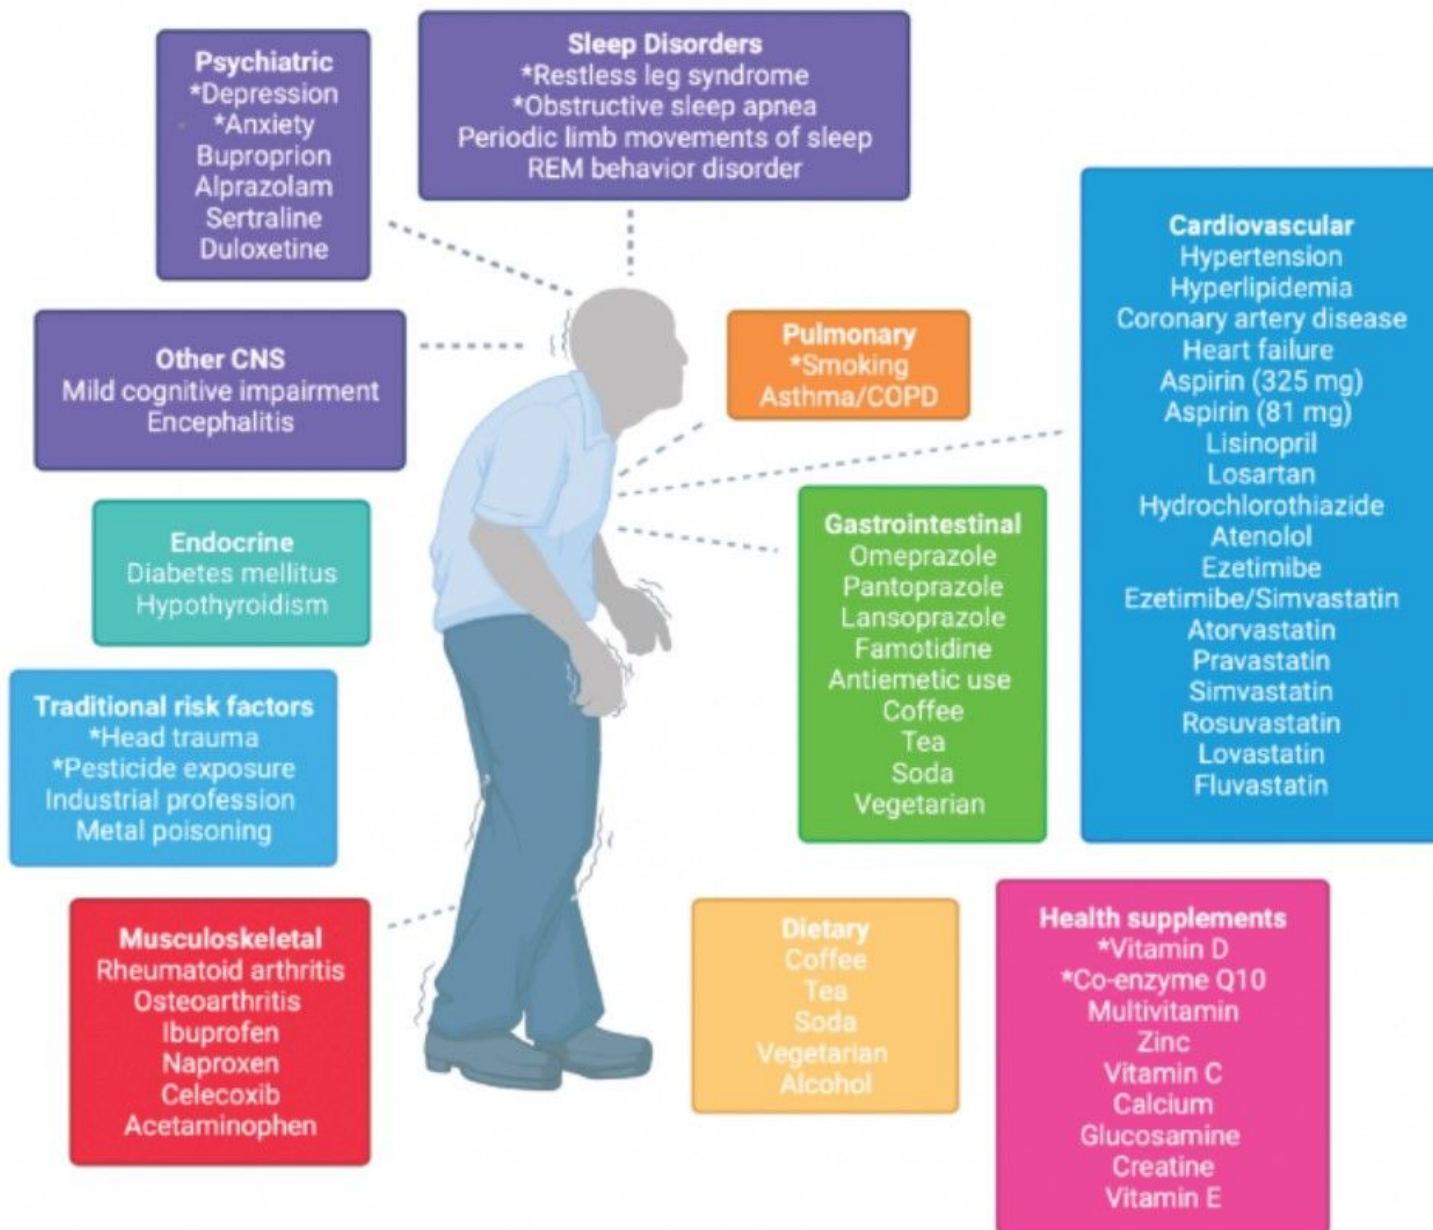 Psychiatric
*Depression
*Anxiety
Buproprion
Alprazolam
Sertraline
Duloxetine
Sleep Disorders
*Restless leg syndrome
*Obstructive sleep apnea
Periodic limb movements of sleep
REM behavior disorder
Other CNS
Mild cognitive impairment
Encephalitis
Pulmonary
*Smoking
Asthma/COPD
Cardiovascular
Hypertension
Hyperlipidemia
Coronary artery disease
Heart failure
Aspirin (325 mg)
Aspirin (81 mg)
Lisinopril
Losartan
Hydrochlorothiazide
Atenolol
Ezetimibe
Ezetimibe/Simvastatin
Atorvastatin
Pravastatin
Simvastatin
Rosuvastatin
Lovastatin
Fluvastatin
Endocrine
Diabetes mellitus
Hypothyroidism
Gastrointestinal
Omeprazole
Pantoprazole
Lansoprazole
Famotidine
Antiemetic use
Coffee
Tea
Soda
Vegetarian
Traditional risk factors
*Head trauma
*Pesticide exposure
Industrial profession
Metal poisoning
Musculoskeletal
Rheumatoid arthritis
Osteoarthritis
Ibuprofen
Naproxen
Celecoxib
Acetaminophen
Dietary
Coffee
Tea
Soda
Vegetarian
Alcohol
Health supplements
*Vitamin D
*Co-enzyme Q10
Multivitamin
Zinc
Vitamin C
Calcium
Glucosamine
Creatine
Vitamin E